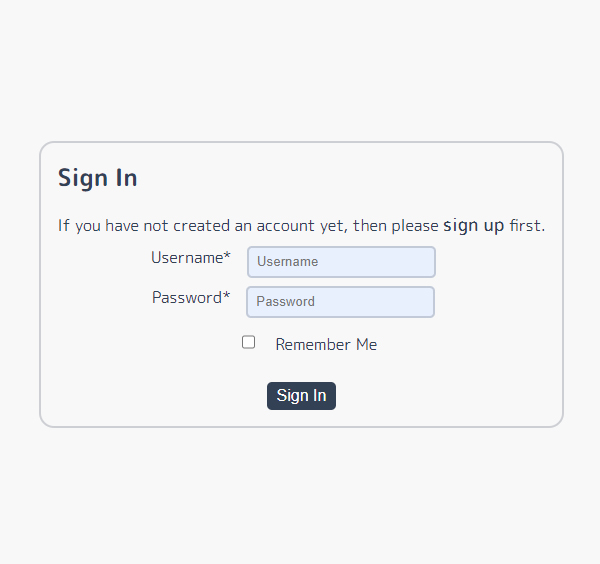 Sign In
If you have not created an account yet, then please sign up first.
Username* Username
Password* Password
Remember Me
Sign In